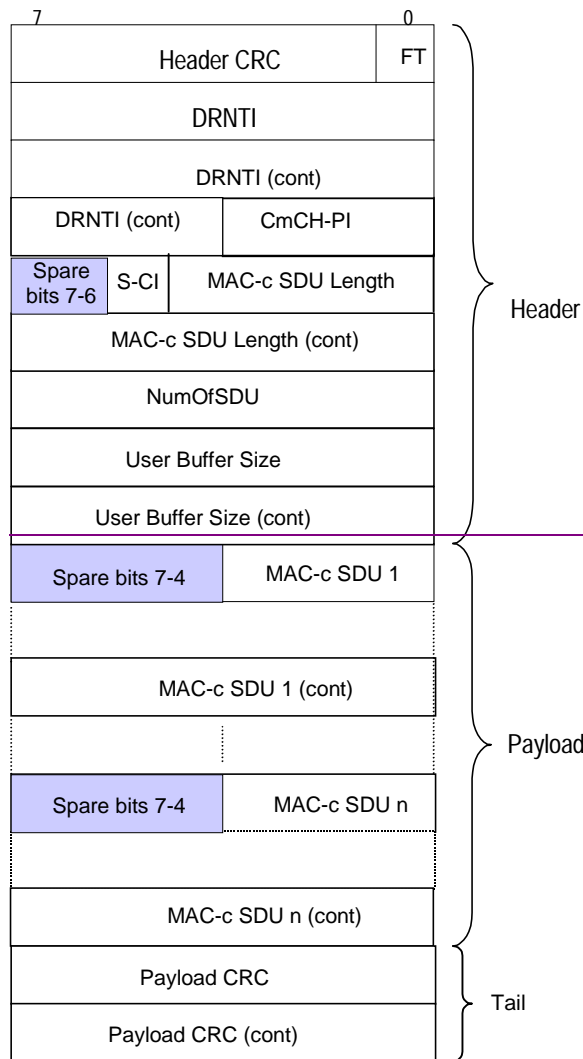 7 0
Header CRC FT
DRNTI
DRNTI (cont)
DRNTI (cont) CmCH-PI
Spare
bits 7-6 S-CI MAC-c SDU Length
Header
MAC-c SDU Length (cont)
NumOfSDU
User Buffer Size
User Buffer Size (cont)
Spare bits 7-4 MAC-c SDU 1
MAC-c SDU 1 (cont)
Payload
Spare bits 7-4 MAC-c SDU n
MAC-c SDU n (cont)
Payload CRC
Tail
Payload CRC (cont)